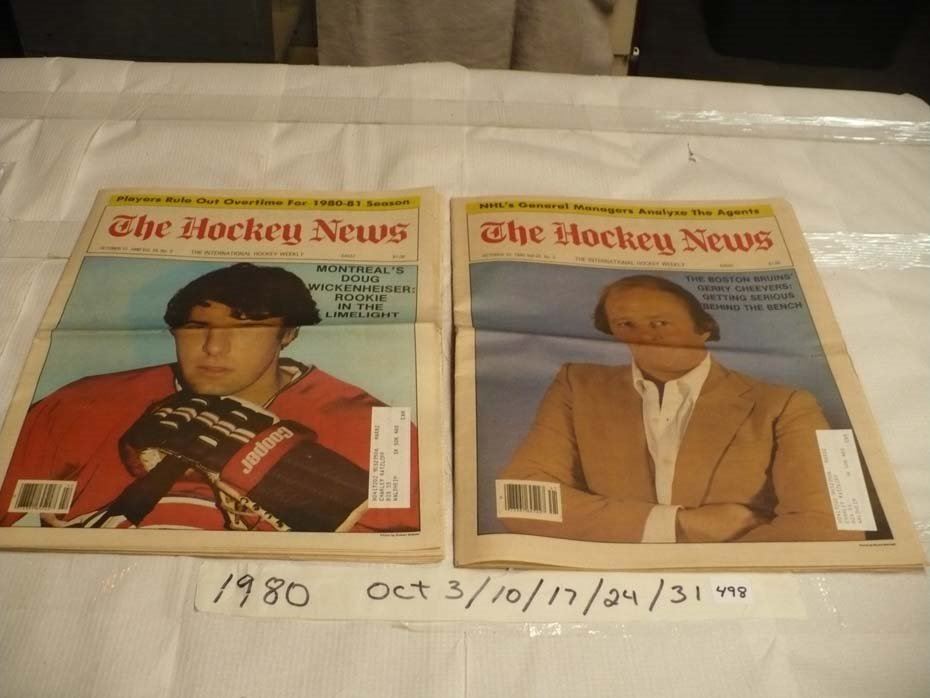 Players Rule Out Overtime For 1980-81 Season
The Hockey News
THE INTERNATIONAL HOCKEY WEEKLY
MONTREAL'S
DOUG
WICKENHEISER:
ROOKIE
IN THE
LIMELIGHT
COOPER
NHL's General Managers Analyze The Agents
The Hockey News
THE INTERNATIONAL HOCKEY WEEKLY
THE BOSTON BRUINS'
GERRY CHEEVERS:
GETTING SERIOUS
BEHIND THE BENCH
1980 Oct 3/10/17/24/31 498